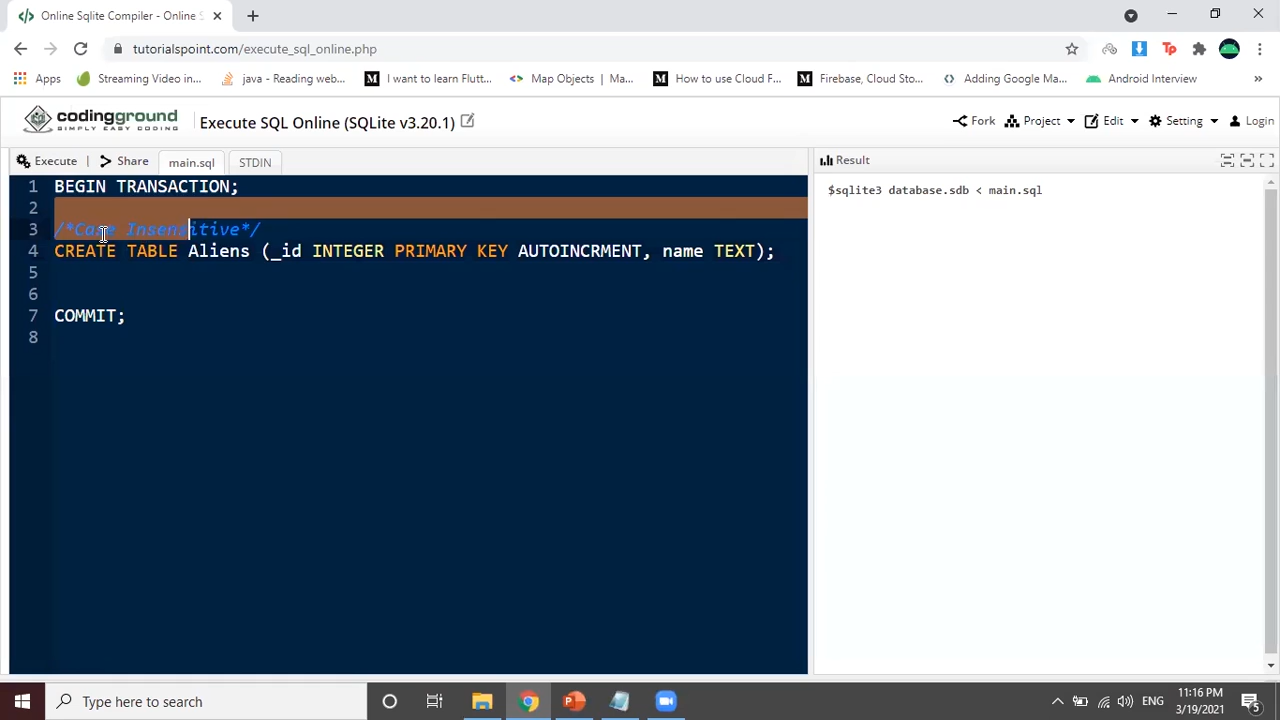 Online Sqlite Compiler - Online S
tutorialspoint.com/execute_sql_online.php
Apps
Streaming Video in...
java - Reading web...
I want to learn Flutt...
Map Objects | Ma...
How to use Cloud F...
Firebase, Cloud Sto...
Adding Google Ma...
Android Interview
»
codingground
SIMPLY EASY CODING
Execute SQL Online (SQLite v3.20.1)
Fork
Project
Edit
Setting
Login
Execute | Share
main.sql
STDIN
Result
1 BEGIN TRANSACTION;
2
3 /*Case Insensitive*/
4 CREATE TABLE Aliens (_id INTEGER PRIMARY KEY AUTOINCRMENT, name TEXT);
5
6
7 COMMIT;
8
$sqlite3 database.sdb < main.sql
Type here to search
ENG
11:16 PM
3/19/2021
5